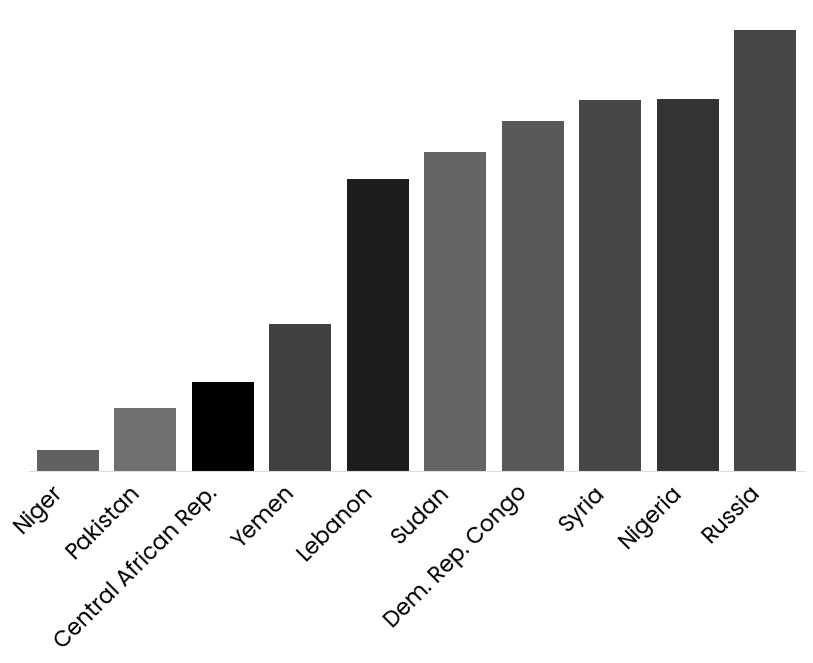 Niger
Pakistan
Central African Rep.
Yemen
Lebanon
Sudan
Dem. Rep. Congo
Syria
Nigeria
Russia